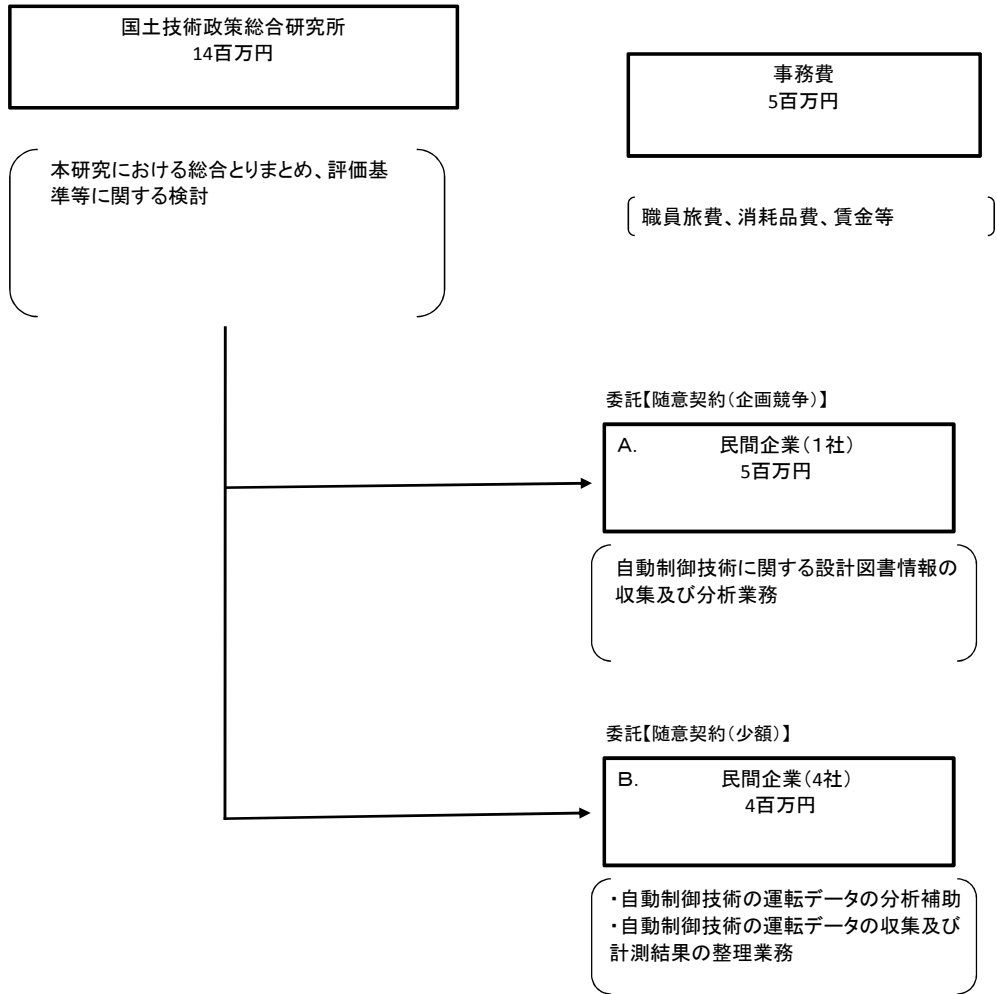 国土技術政策総合研究所
14百万円
事務費
5百万円
本研究における総合とりまとめ、評価基
準等に関する検討
職員旅費、消耗品費、賃金等
委託【随意契約(企画競争)】
A. 民間企業(1社)
5百万円
自動制御技術に関する設計図書情報の
収集及び分析業務
委託【随意契約(少額)】
B. 民間企業(4社)
4百万円
・自動制御技術の運転データの分析補助
・自動制御技術の運転データの収集及び
計測結果の整理業務